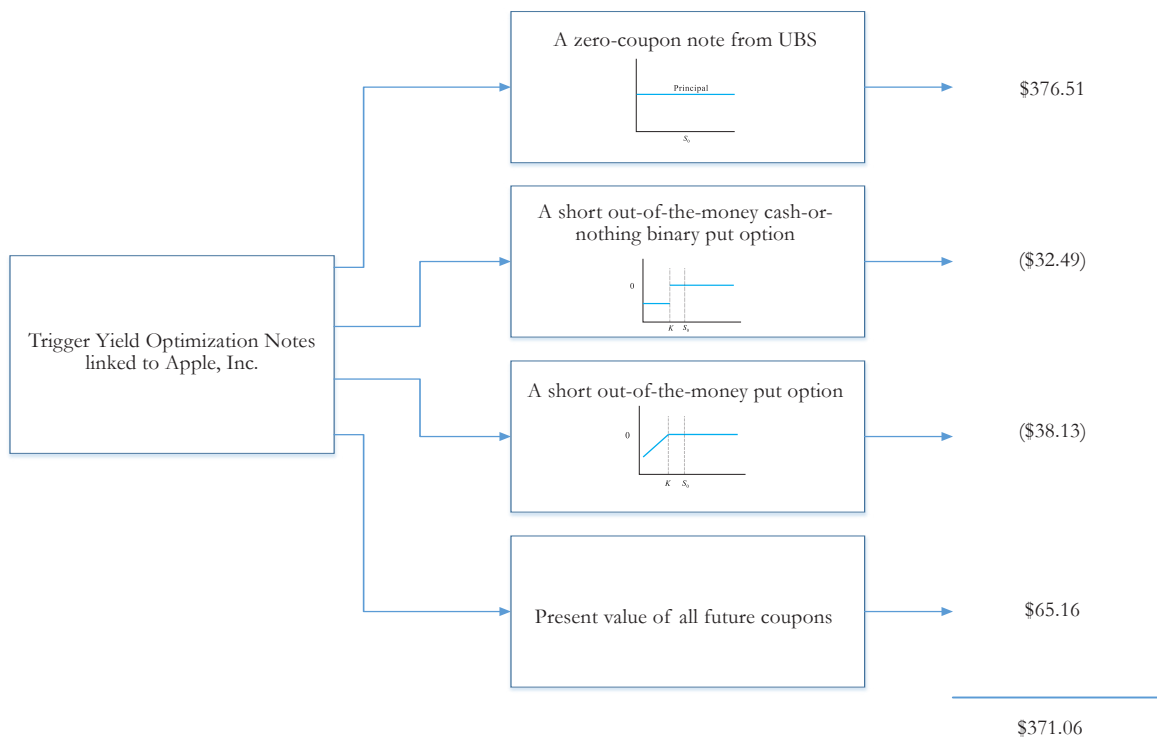 A zero-coupon note from UBS
Principal
S₀
$376.51
A short out-of-the-money cash-or-
nothing binary put option
0
K S₀
($32.49)
Trigger Yield Optimization Notes
linked to Apple, Inc.
A short out-of-the-money put option
0
K S₀
($38.13)
Present value of all future coupons
$65.16
$371.06